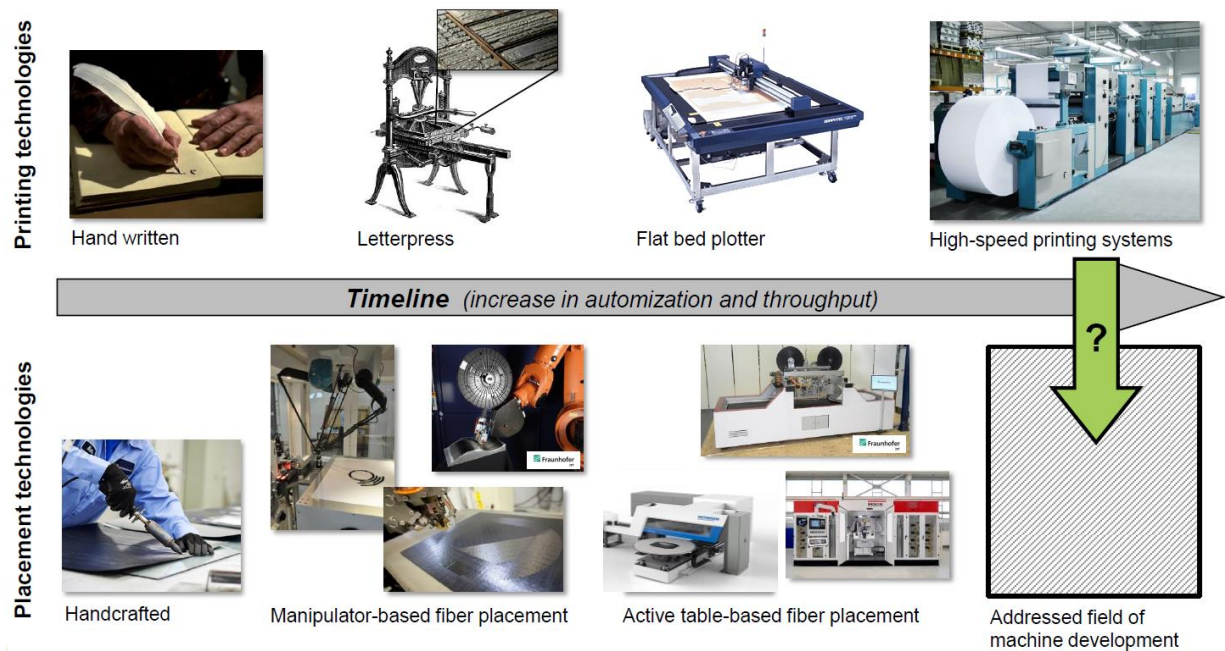 Printing technologies
Hand written
Letterpress
Flat bed plotter
High-speed printing systems
Timeline (increase in automization and throughput)
?
Placement technologies
Fraunhofer
Fraunhofer
Handcrafted
Manipulator-based fiber placement
Active table-based fiber placement
Addressed field of
machine development